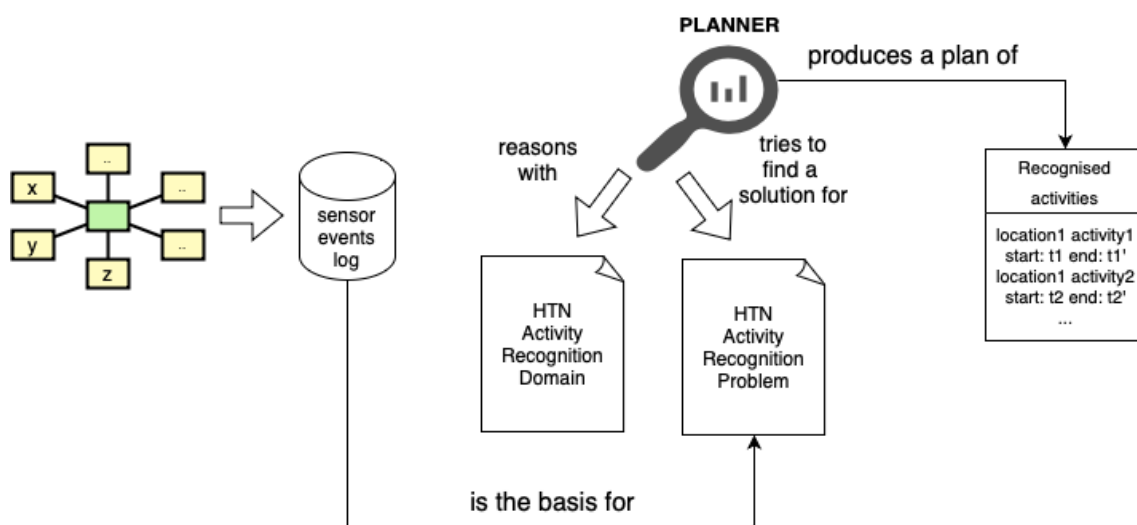 PLANNER
produces a plan of
reasons
with
tries to
find a
solution for
..
x
..
y
..
z
sensor
events
log
Recognised
activities
location1 activity1
start: t1 end: t1'
location1 activity2
start: t2 end: t2'
...
HTN
Activity
Recognition
Domain
HTN
Activity
Recognition
Problem
is the basis for